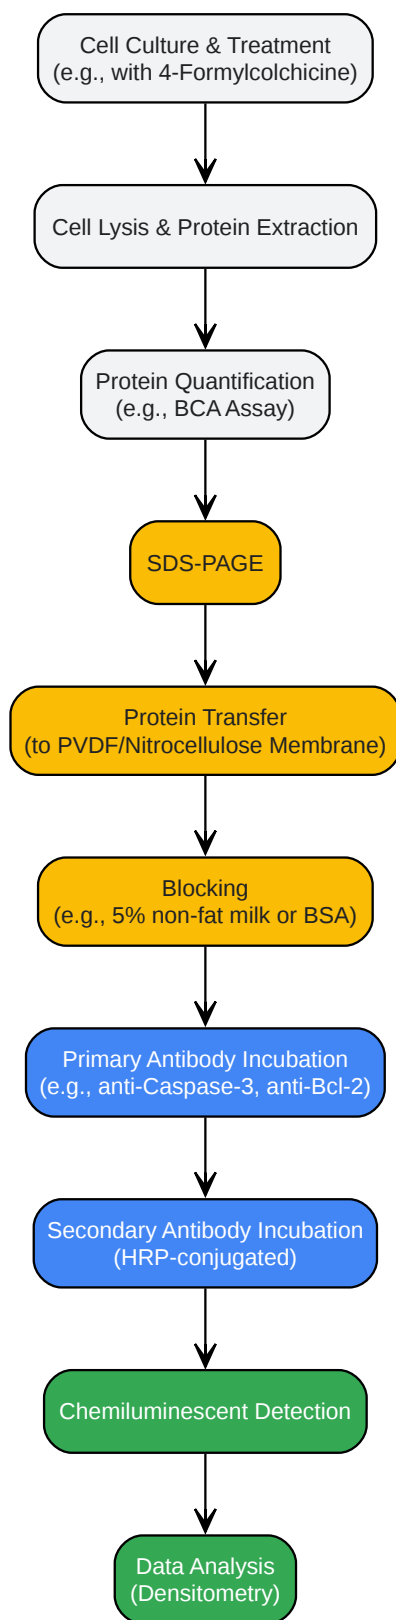 Cell Culture & Treatment
(e.g., with 4-Formylcolchicine)
Cell Lysis & Protein Extraction
Protein Quantification
(e.g., BCA Assay)
SDS-PAGE
Protein Transfer
(to PVDF/Nitrocellulose Membrane)
Blocking
(e.g., 5% non-fat milk or BSA)
Primary Antibody Incubation
(e.g., anti-Caspase-3, anti-Bcl-2)
Secondary Antibody Incubation
(HRP-conjugated)
Chemiluminescent Detection
Data Analysis
(Densitometry)